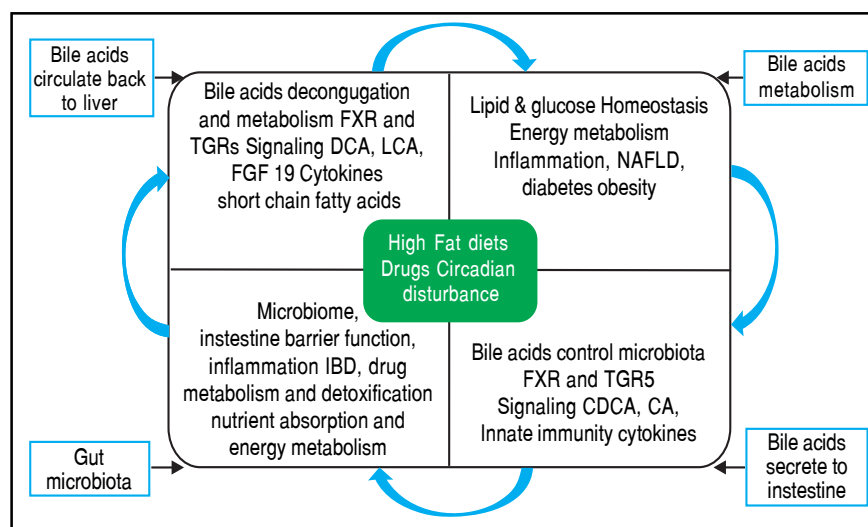 Bile acids
circulate back
to liver
Bile acids decongugation
and metabolism FXR and
TGRs Signaling DCA, LCA,
FGF 19 Cytokines
short chain fatty acids
Lipid & glucose Homeostasis
Energy metabolism
Inflammation, NAFLD,
diabetes obesity
Bile acids
metabolism
High Fat diets
Drugs Circadian
disturbance
Microbiome,
instestine barrier function,
inflammation IBD, drug
metabolism and detoxification
nutrient absorption and
energy metabolism
Bile acids control microbiota
FXR and TGR5
Signaling CDCA, CA,
Innate immunity cytokines
Gut
microbiota
Bile acids
secrete to
instestine